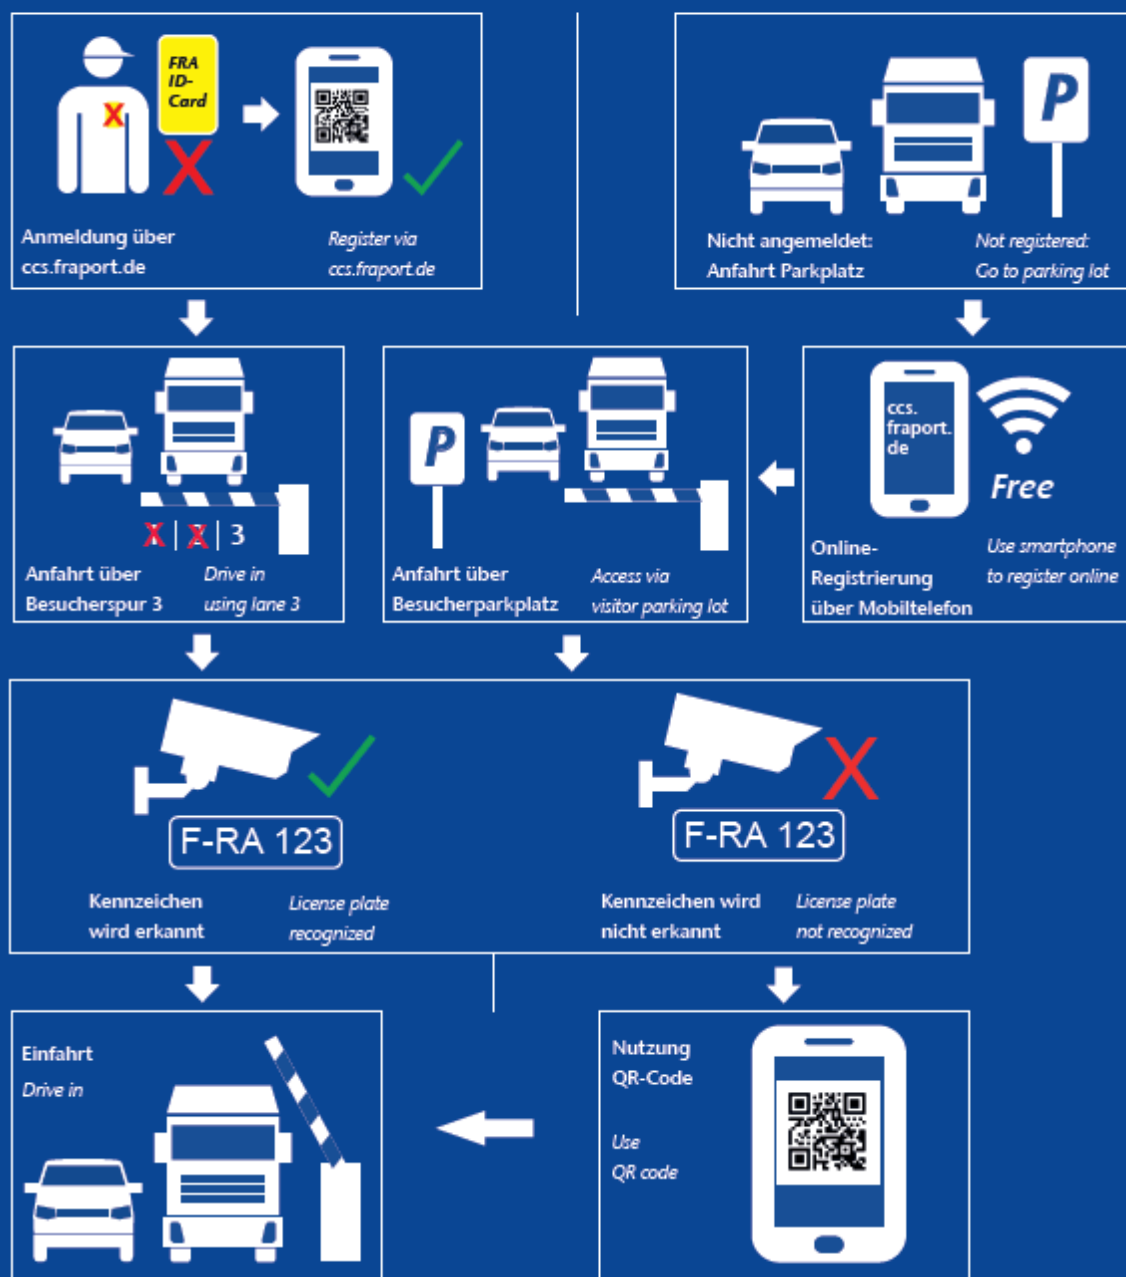 FRA
ID-
Card
X
X
Anmeldung über
ccs.fraport.de
Register via
ccs.fraport.de
P
Nicht angemeldet:
Anfahrt Parkplatz
Not registered:
Go to parking lot
X | X | 3
Anfahrt über
Besucherspur 3
Drive in
using lane 3
P
Anfahrt über
Besucherparkplatz
Access via
visitor parking lot
ccs.
fraport.
de
Free
Online-
Registrierung
über Mobiltelefon
Use smartphone
to register online
F-RA 123
Kennzeichen
wird erkannt
License plate
recognized
X
F-RA 123
Kennzeichen wird
nicht erkannt
License plate
not recognized
Einfahrt
Drive in
Nutzung
QR-Code
Use
QR code